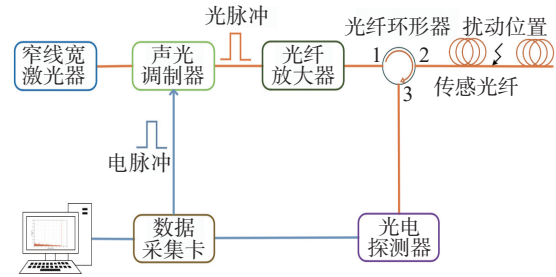 光脉冲
光纤环形器
扰动位置
窄线宽
激光器
声光
调制器
光纤
放大器
1
2
3
传感光纤
电脉冲
数据
采集卡
光电
探测器